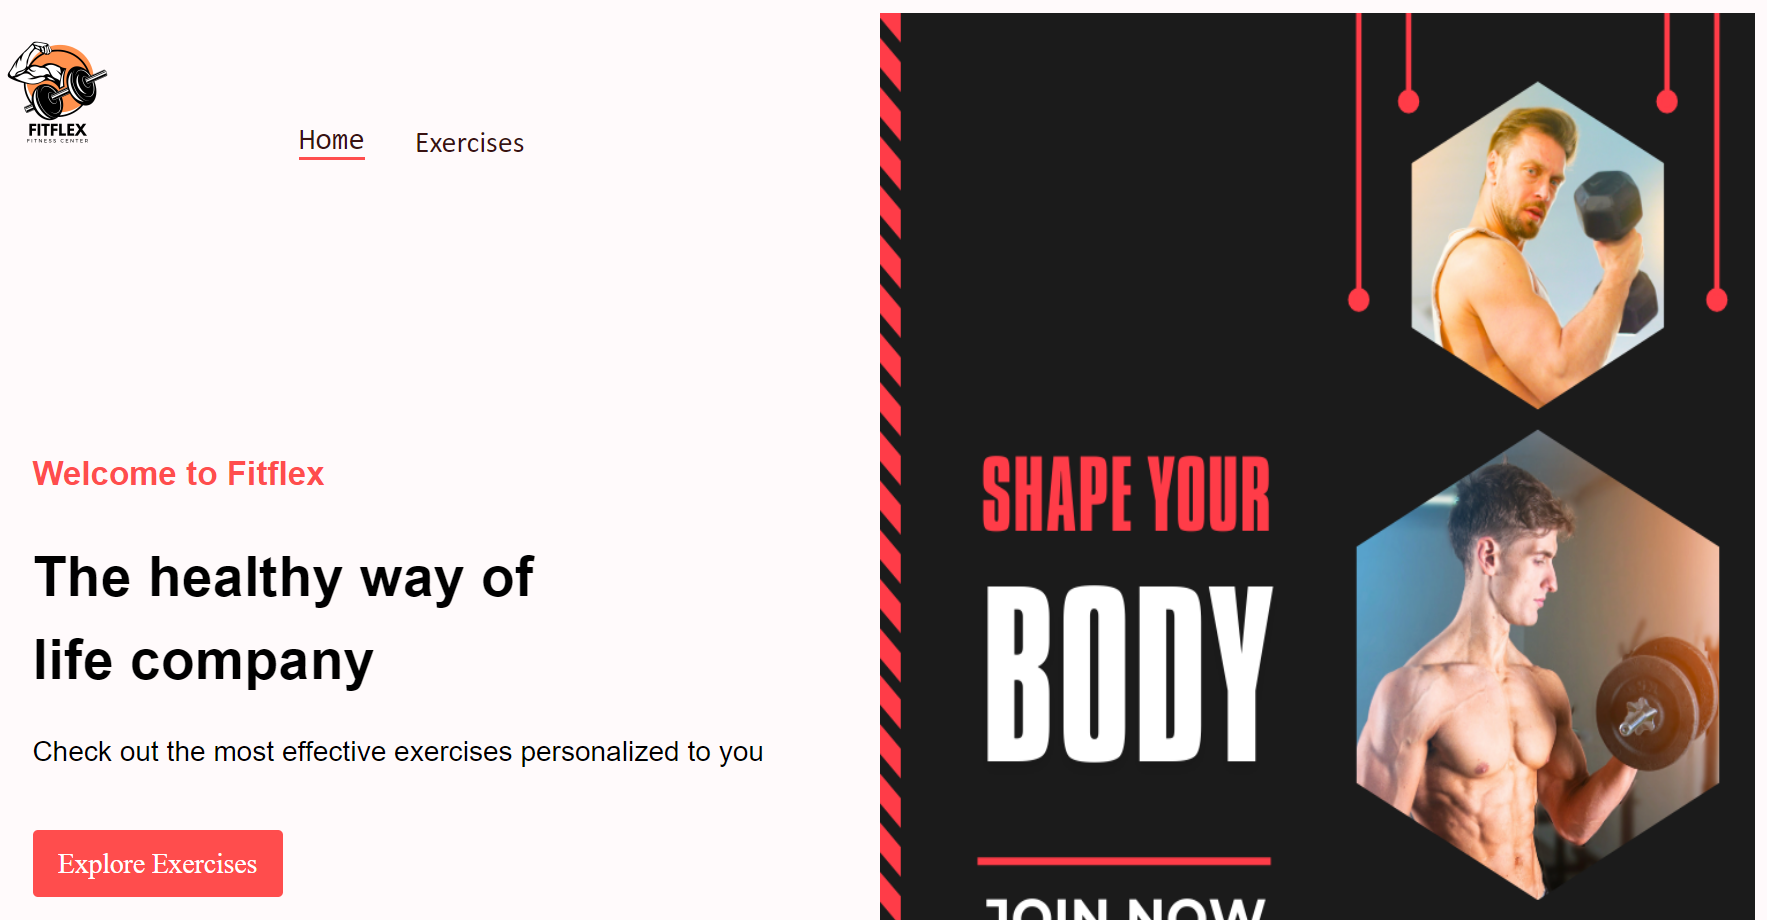 FITFLEX
FITNESS CENTER
Home
Exercises
Welcome to Fitflex
The healthy way of
life company
Check out the most effective exercises personalized to you
Explore Exercises
SHAPE YOUR
BODY
JOIN NOW